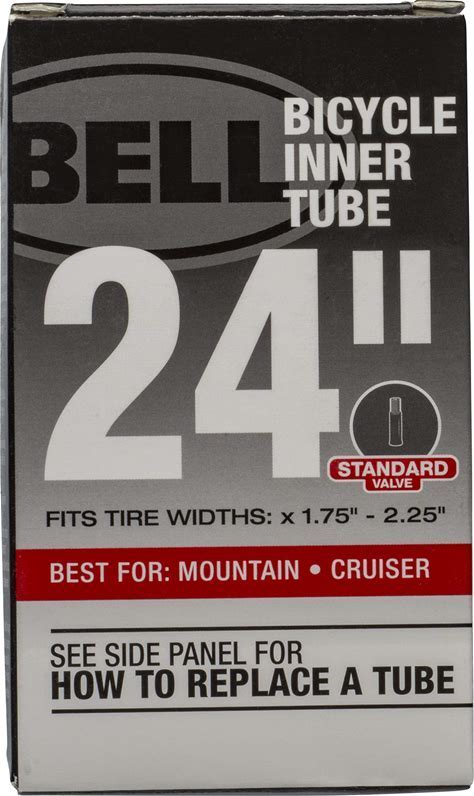 BELL
BICYCLE
INNER
TUBE
24"
STANDARD
VALVE
FITS TIRE WIDTHS: x 1.75" - 2.25"
BEST FOR: MOUNTAIN • CRUISER
SEE SIDE PANEL FOR
HOW TO REPLACE A TUBE